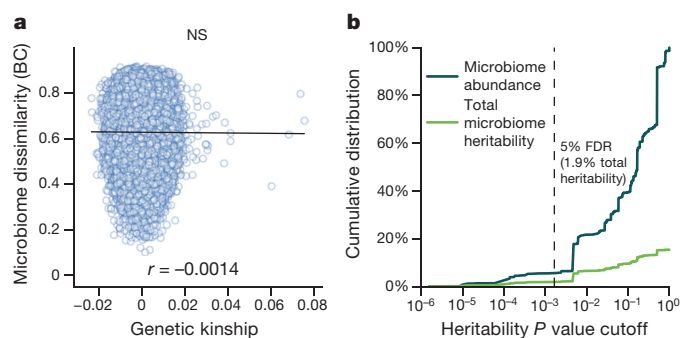 a
NS
Microbiome dissimilarity (BC)
0.8
0.6
0.4
0.2
0
r = –0.0014
–0.02
0
0.02
0.04
0.06
0.08
Genetic kinship
b
Cumulative distribution
100%
80%
60%
40%
20%
0%
Microbiome
abundance
Total
microbiome
heritability
5% FDR
(1.9% total
heritability)
10⁻⁶
10⁻⁵
10⁻⁴
10⁻³
10⁻²
10⁻¹
10⁰
Heritability P value cutoff